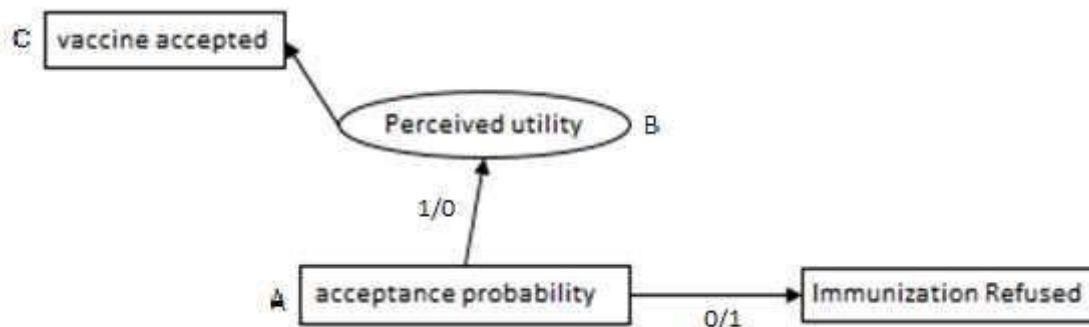 C vaccine accepted
Perceived utility B
1/0
A acceptance probability
Immunization Refused
0/1